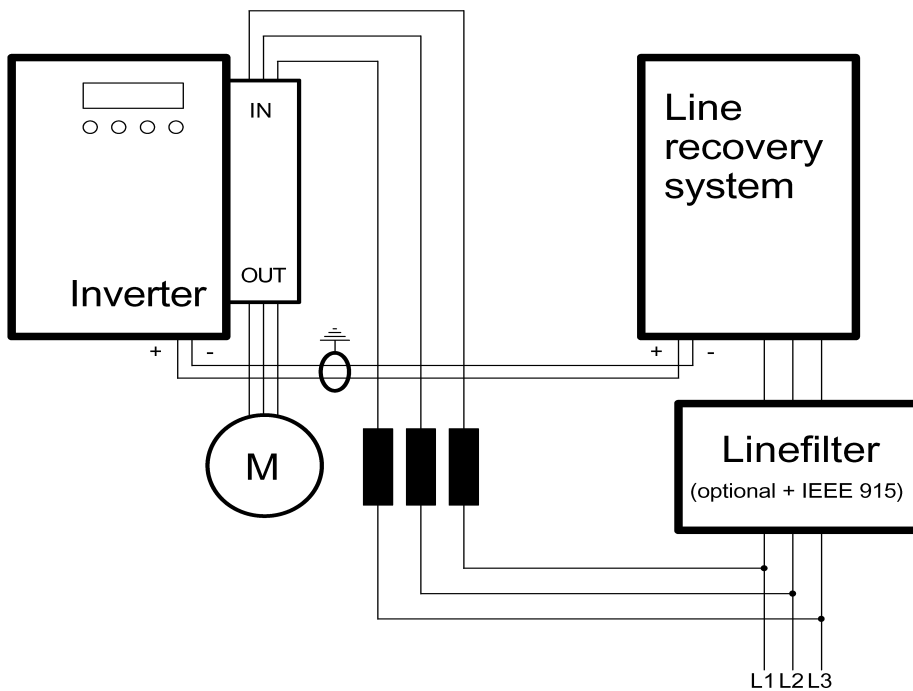 IN
OUT
Inverter
+ -
Line
recovery
system
+ -
M
Linefilter
(optional + IEEE 915)
L1 L2 L3